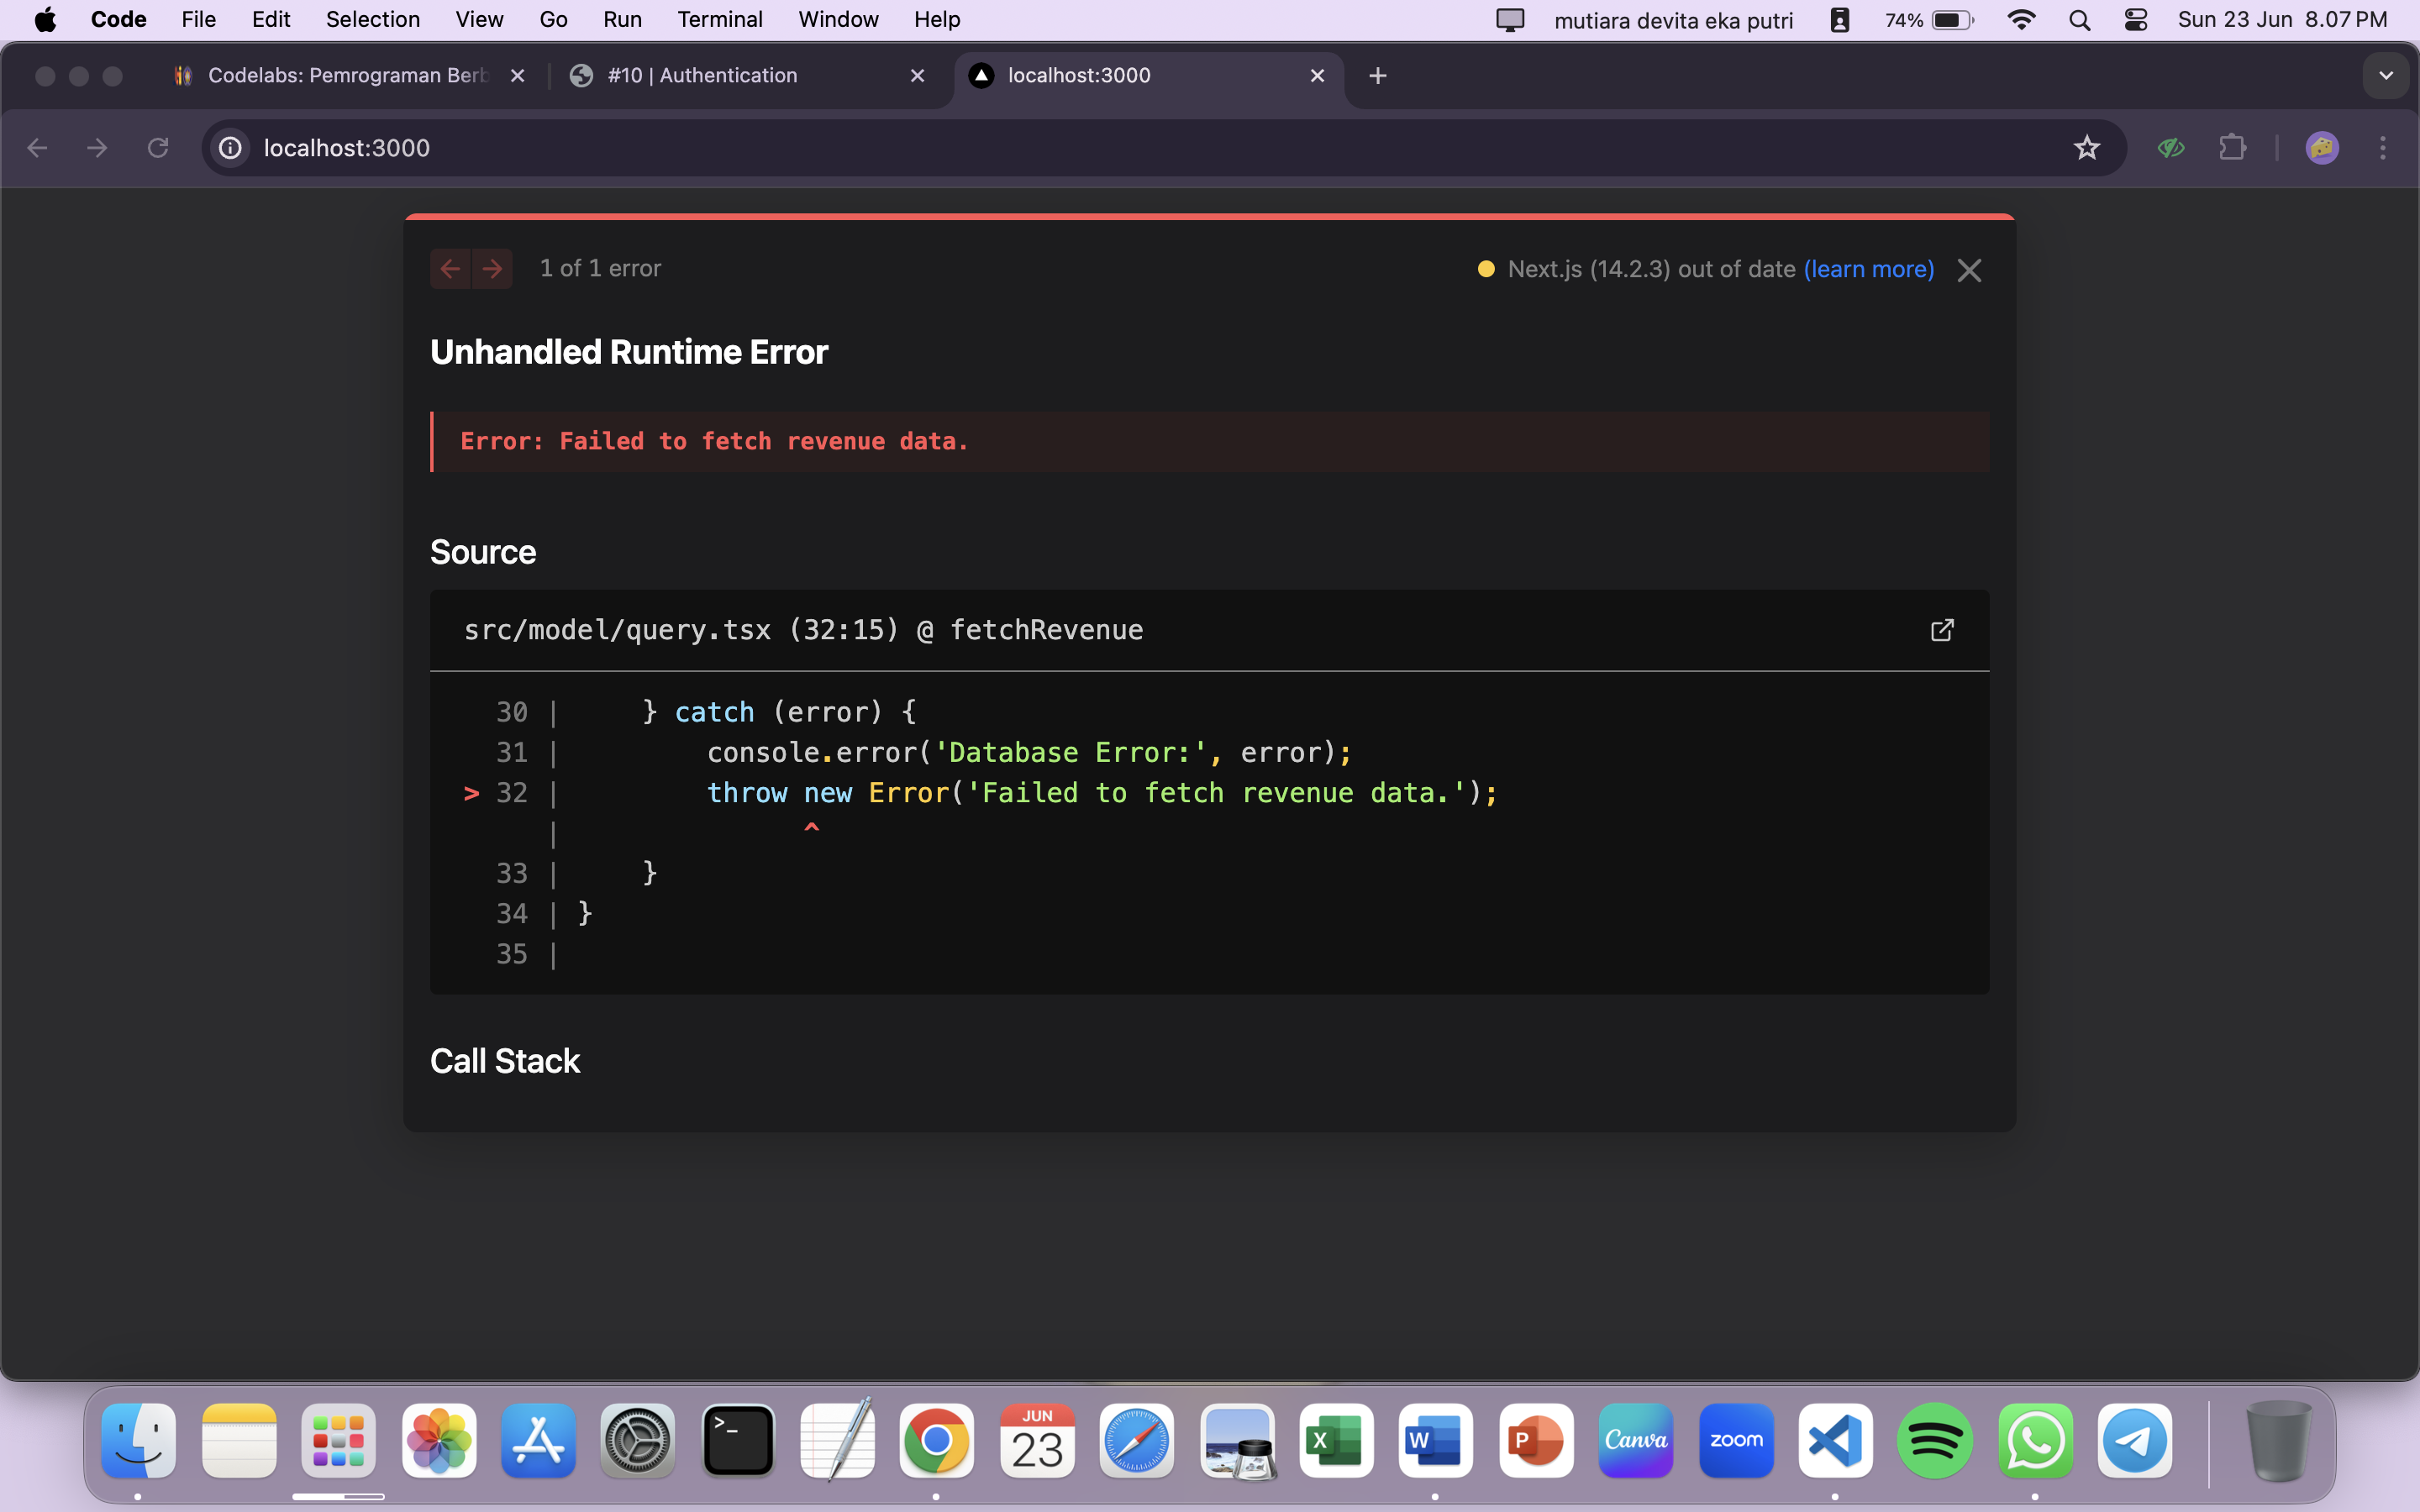 Code File Edit Selection View Go Run Terminal Window Help mutiara devita eka putri 74% Sun 23 Jun 8.07 PM
Codelabs: Pemrograman Berb #10 | Authentication localhost:3000
localhost:3000
1 of 1 error Next.js (14.2.3) out of date (learn more)
Unhandled Runtime Error
Error: Failed to fetch revenue data.
Source
src/model/query.tsx (32:15) @ fetchRevenue
30 | } catch (error) {
31 | console.error('Database Error:', error);
> 32 | throw new Error('Failed to fetch revenue data.');
| ^
33 | }
34 | }
35 |
Call Stack
JUN
23
X W P Canva zoom